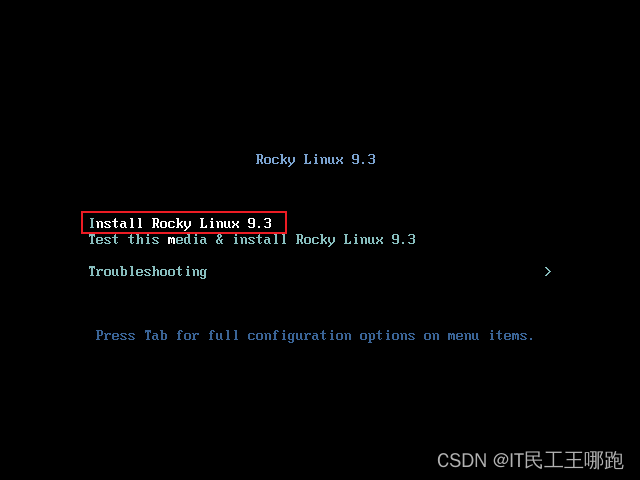 Rocky Linux 9.3
Install Rocky Linux 9.3
Test this media & install Rocky Linux 9.3
Troubleshooting >
Press Tab for full configuration options on menu items.
CSDN @IT民工王哪跑